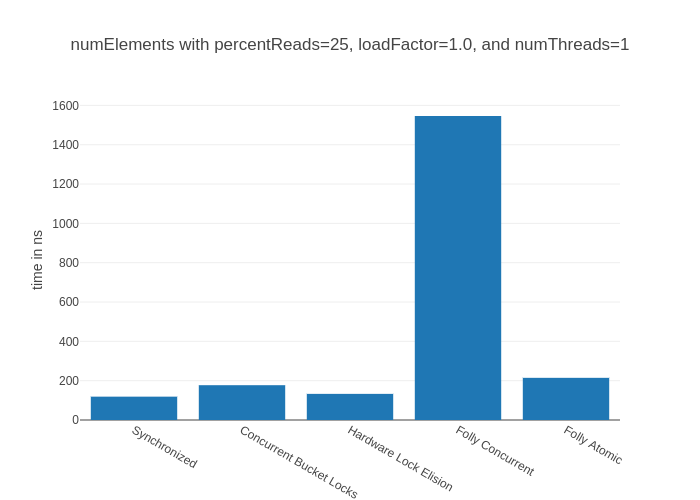 numElements with percentReads=25, loadFactor=1.0, and numThreads=1
1600
1400
1200
1000
800
600
400
200
0
time in ns
Synchronized
Concurrent Bucket Locks
Hardware Lock Elision
Folly Concurrent
Folly Atomic